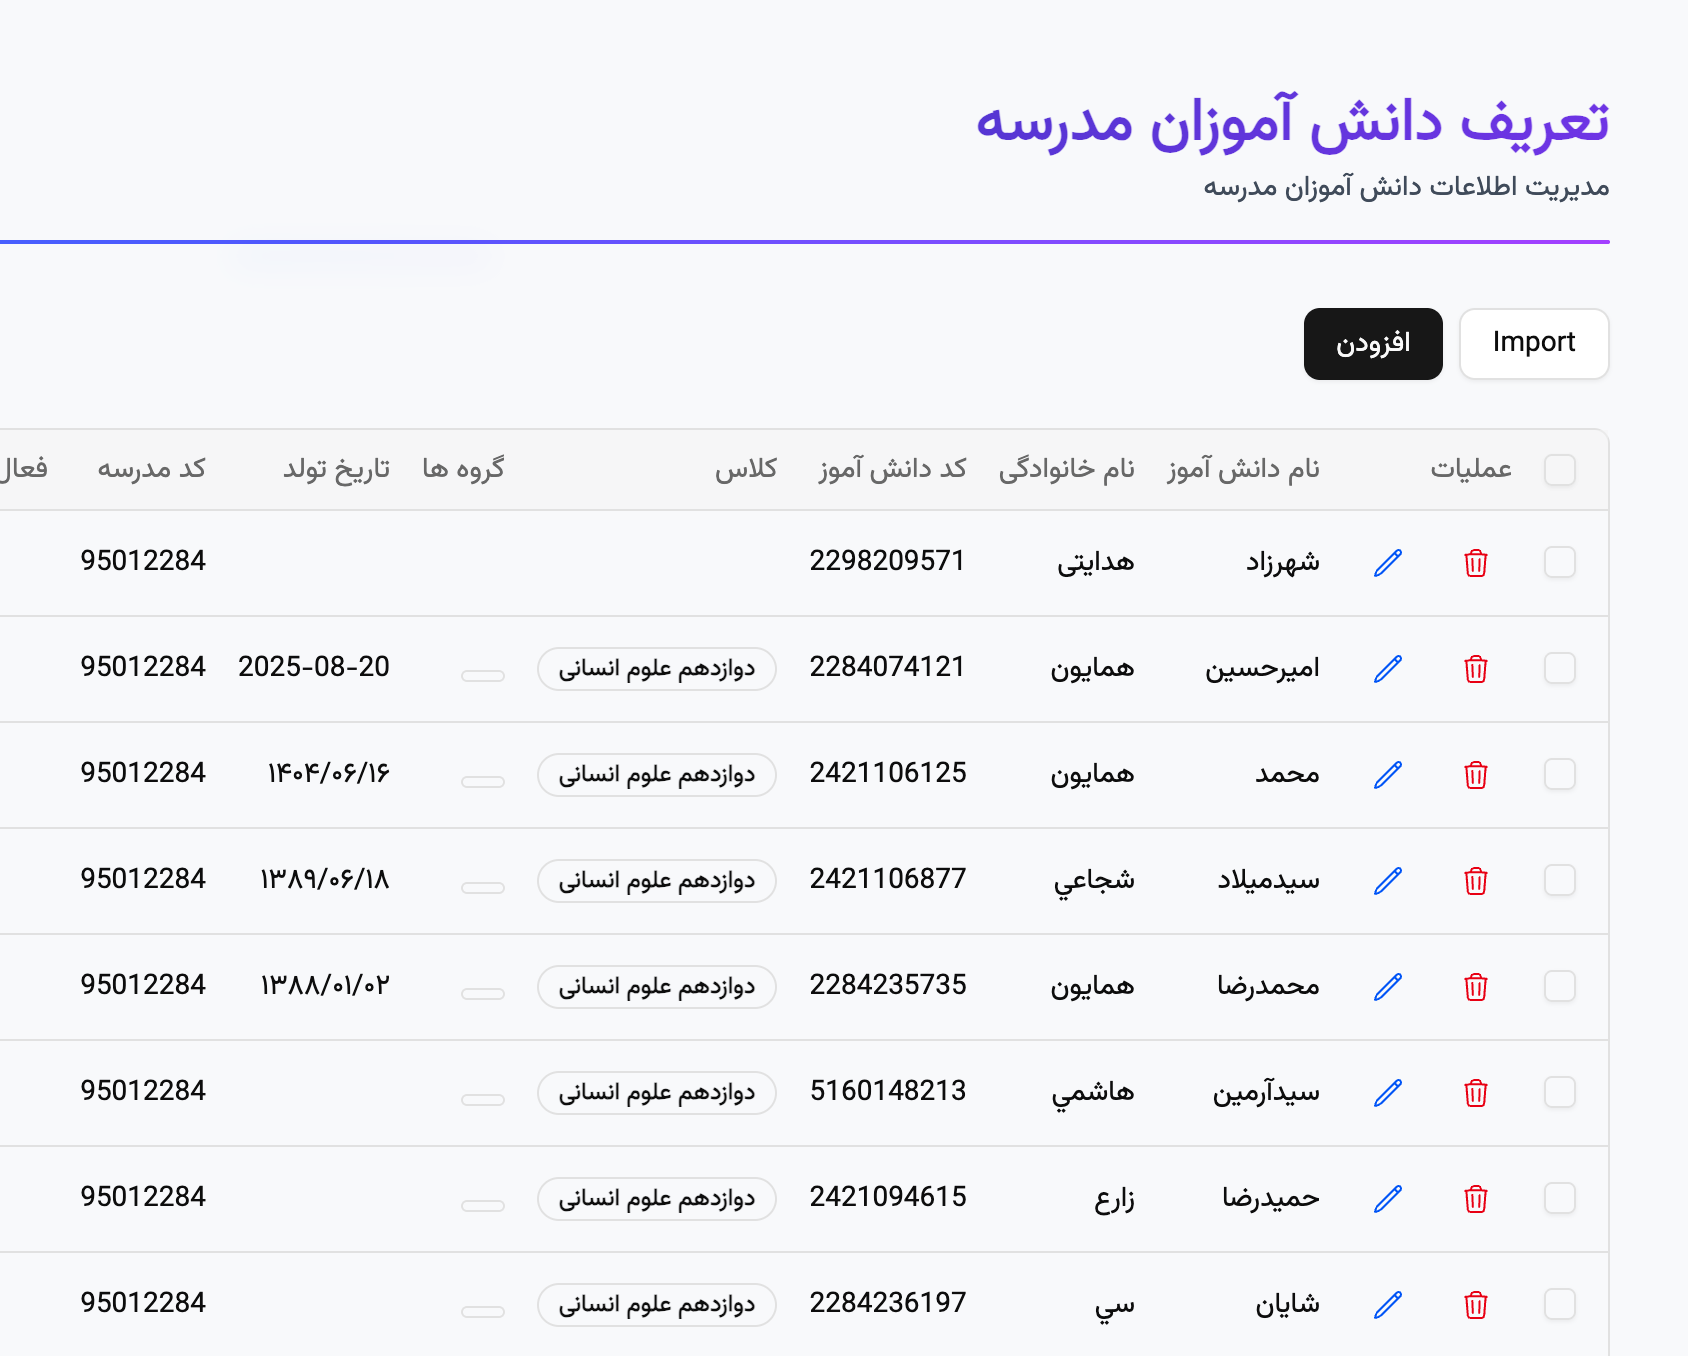 تعریف دانش آموزان مدرسه
مدیریت اطلاعات دانش آموزان مدرسه
Import افزودن
عملیات نام دانش آموز نام خانوادگی کد دانش آموز کلاس گروه ها تاریخ تولد کد مدرسه فعال
شهرزاد هدایتی 2298209571 95012284
امیرحسین همایون 2284074121 دوازدهم علوم انسانی 2025-08-20 95012284
محمد همایون 2421106125 دوازدهم علوم انسانی ۱۴۰۴/۰۶/۱۶ 95012284
سیدمیلاد شجاعي 2421106877 دوازدهم علوم انسانی ۱۳۸۹/۰۶/۱۸ 95012284
محمدرضا همایون 2284235735 دوازدهم علوم انسانی ۱۳۸۸/۰۱/۰۲ 95012284
سیدآرمین هاشمي 5160148213 دوازدهم علوم انسانی 95012284
حمیدرضا زارع 2421094615 دوازدهم علوم انسانی 95012284
شایان سي 2284236197 دوازدهم علوم انسانی 95012284